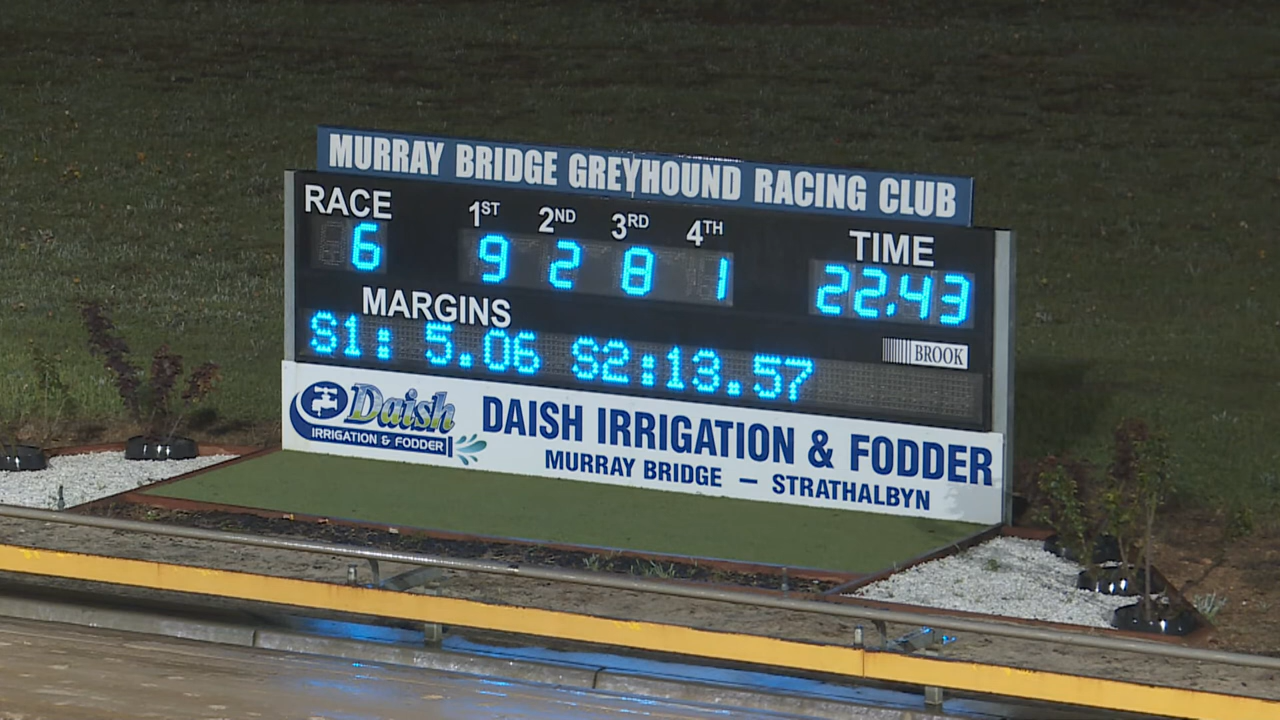 MURRAY BRIDGE GREYHOUND RACING CLUB
RACE 1ST 2ND 3RD 4TH TIME
6 9 2 8 1 22.43
MARGINS
S1: 5.06 S2:13.57
BROOK
Daish
IRRIGATION & FODDER
DAISH IRRIGATION & FODDER
MURRAY BRIDGE – STRATHALBYN